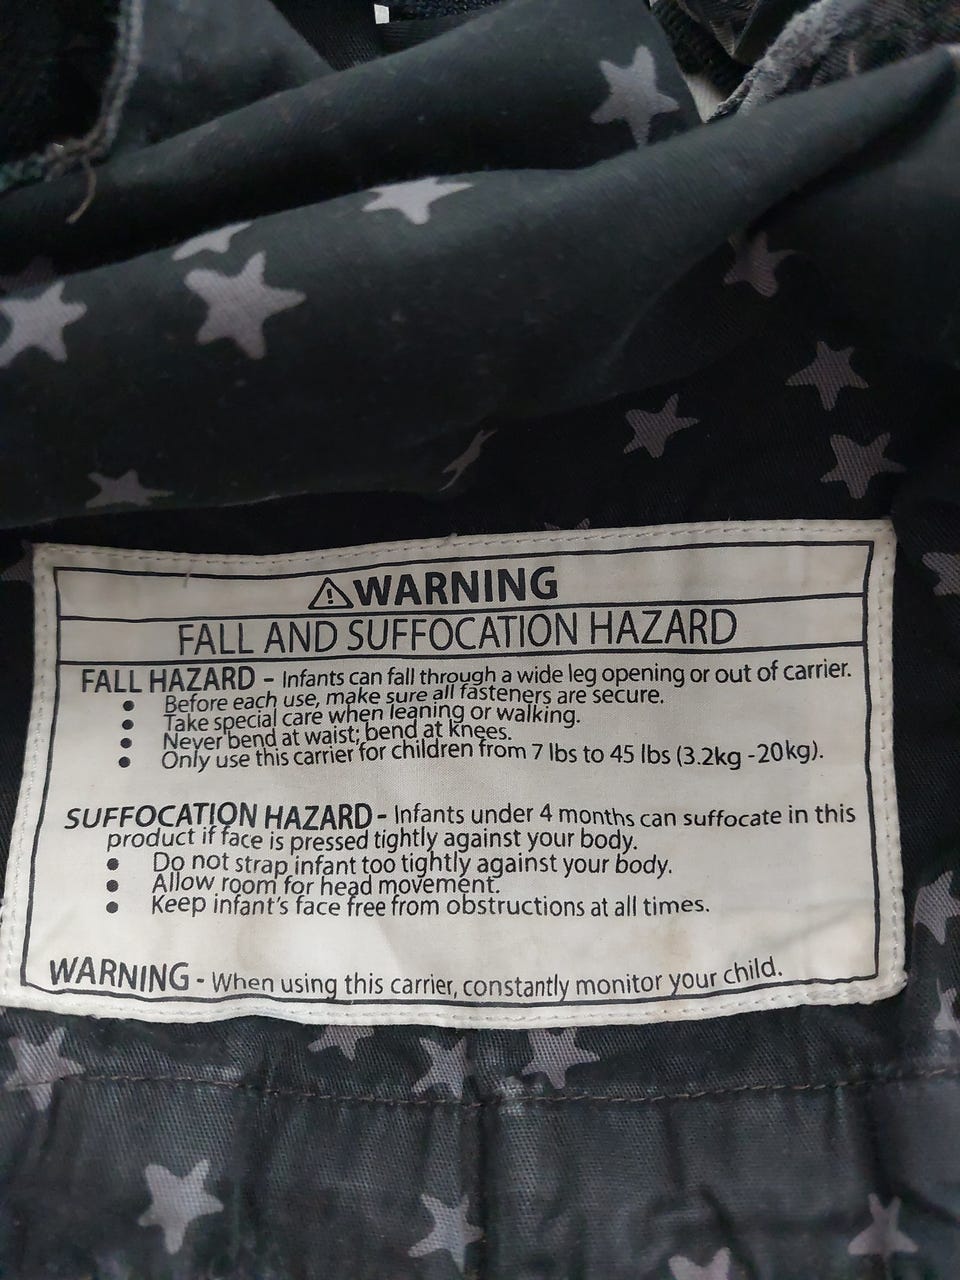 ⚠WARNING
FALL AND SUFFOCATION HAZARD
FALL HAZARD - Infants can fall through a wide leg opening or out of carrier.
• Before each use, make sure all fasteners are secure.
• Take special care when leaning or walking.
• Never bend at waist; bend at knees.
• Only use this carrier for children from 7 lbs to 45 lbs (3.2kg -20kg).
SUFFOCATION HAZARD - Infants under 4 months can suffocate in this
product if face is pressed tightly against your body.
• Do not strap infant too tightly against your body.
• Allow room for head movement.
• Keep infant's face free from obstructions at all times.
WARNING - When using this carrier, constantly monitor your child.